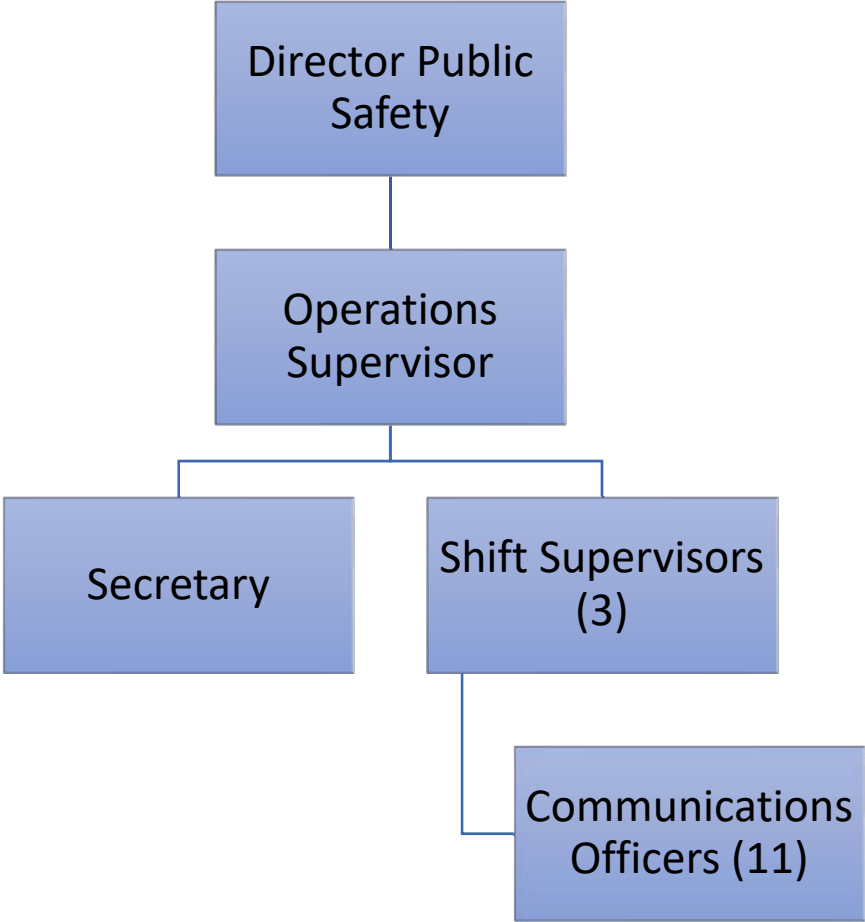 Director Public
Safety
Operations
Supervisor
Secretary
Shift Supervisors
(3)
Communications
Officers (11)